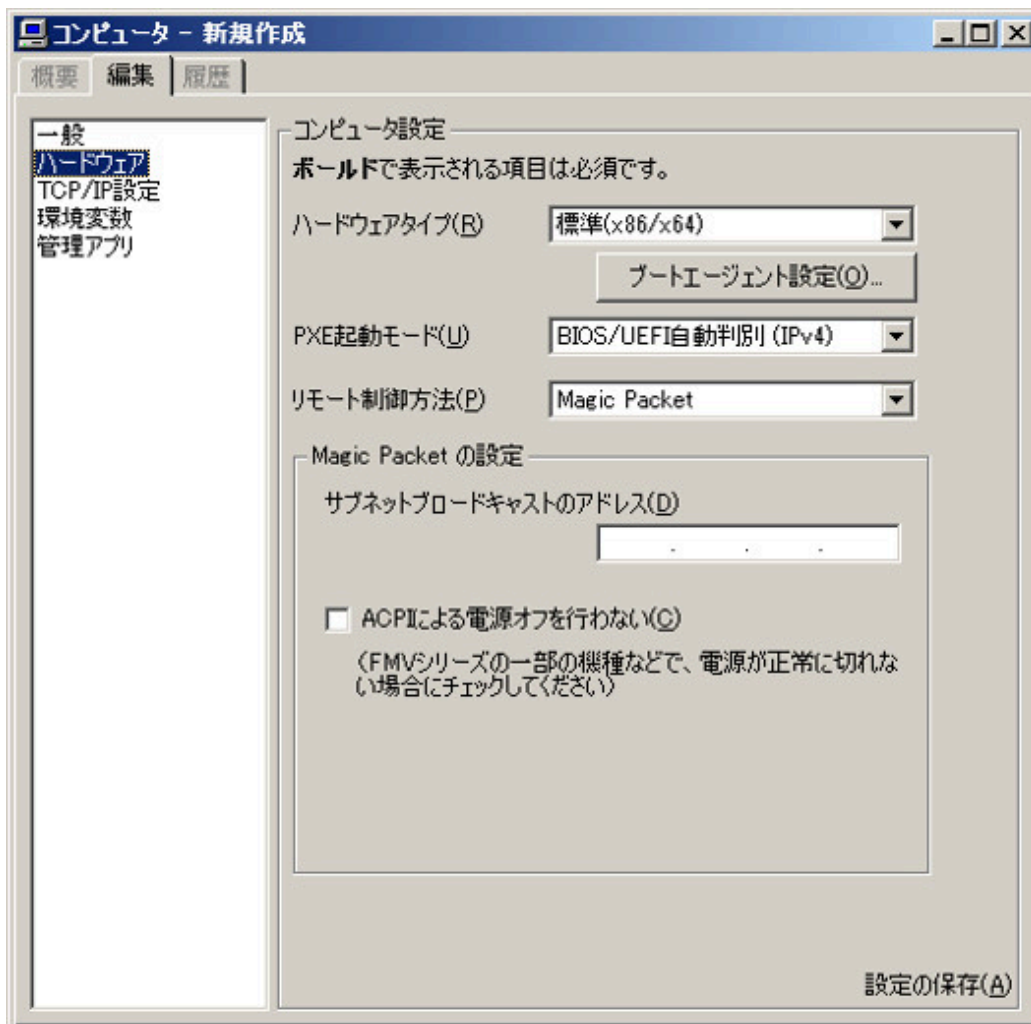 コンピュータ - 新規作成
概要 編集 履歴
一般
ハードウェア
TCP/IP設定
環境変数
管理アプリ
コンピュータ設定
ボールドで表示される項目は必須です。
ハードウェアタイプ(R) 標準(x86/x64)
ブートエージェント設定(O)...
PXE起動モード(U) BIOS/UEFI自動判別 (IPv4)
リモート制御方法(P) Magic Packet
Magic Packet の設定
サブネットブロードキャストのアドレス(D)
. . .
ACPIによる電源オフを行わない(C)
(FMVシリーズの一部の機種などで、電源が正常に切れな
い場合にチェックしてください)
設定の保存(A)